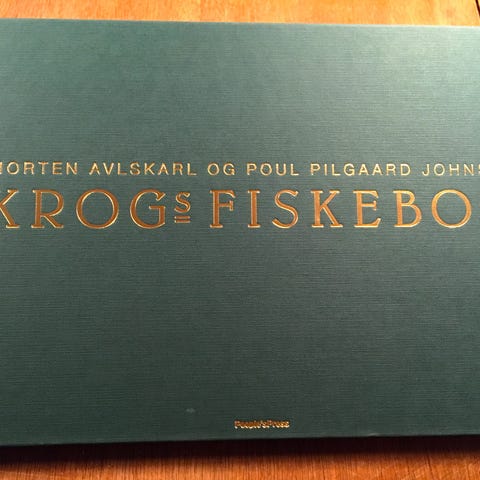 MORTEN AVLSKARL OG POUL PILGAARD JOHNS
KROGS FISKEBO
People'sPress